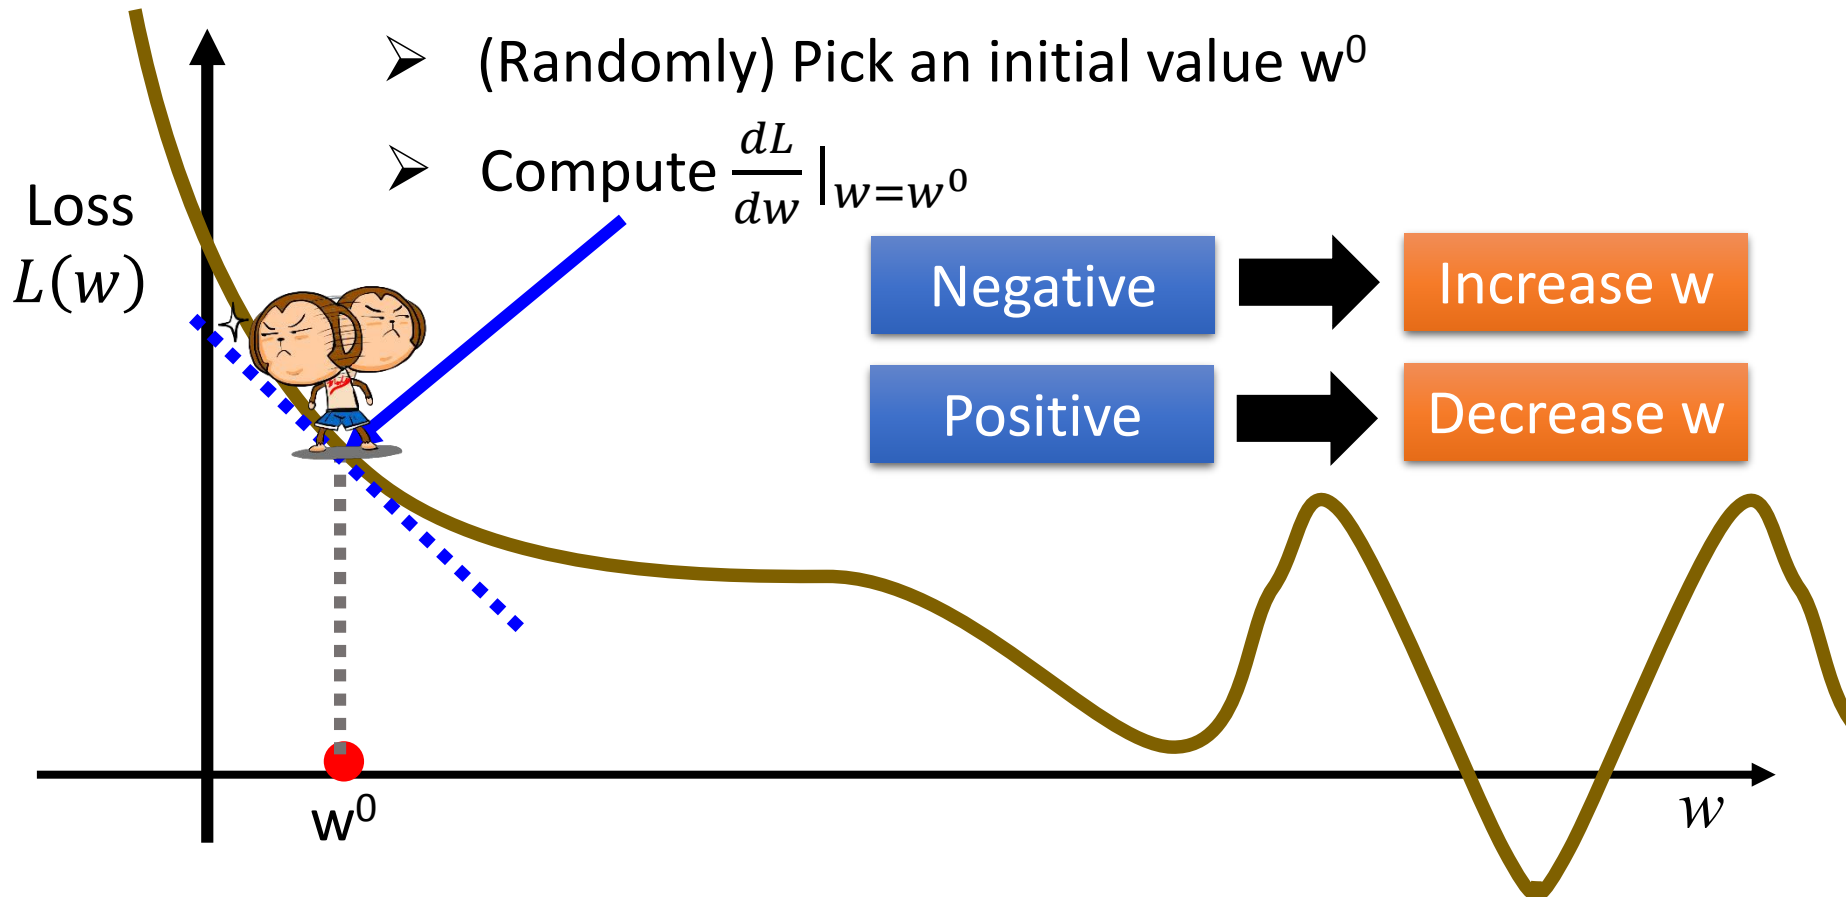 ➢ (Randomly) Pick an initial value w⁰
➢ Compute dL/dw |w=w⁰
Loss
L(w)
Negative
Increase w
Positive
Decrease w
w⁰
w